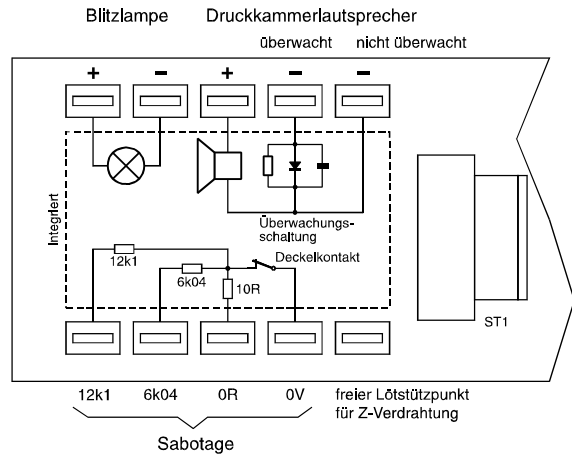 Blitzlampe Druckkammerlautsprecher
überwacht nicht überwacht
+ − + − −
Integriert
Überwachungs-
schaltung
Deckelkontakt
12k1
6k04
10R
ST1
12k1 6k04 0R 0V freier Lötstützpunkt
für Z-Verdrahtung
Sabotage